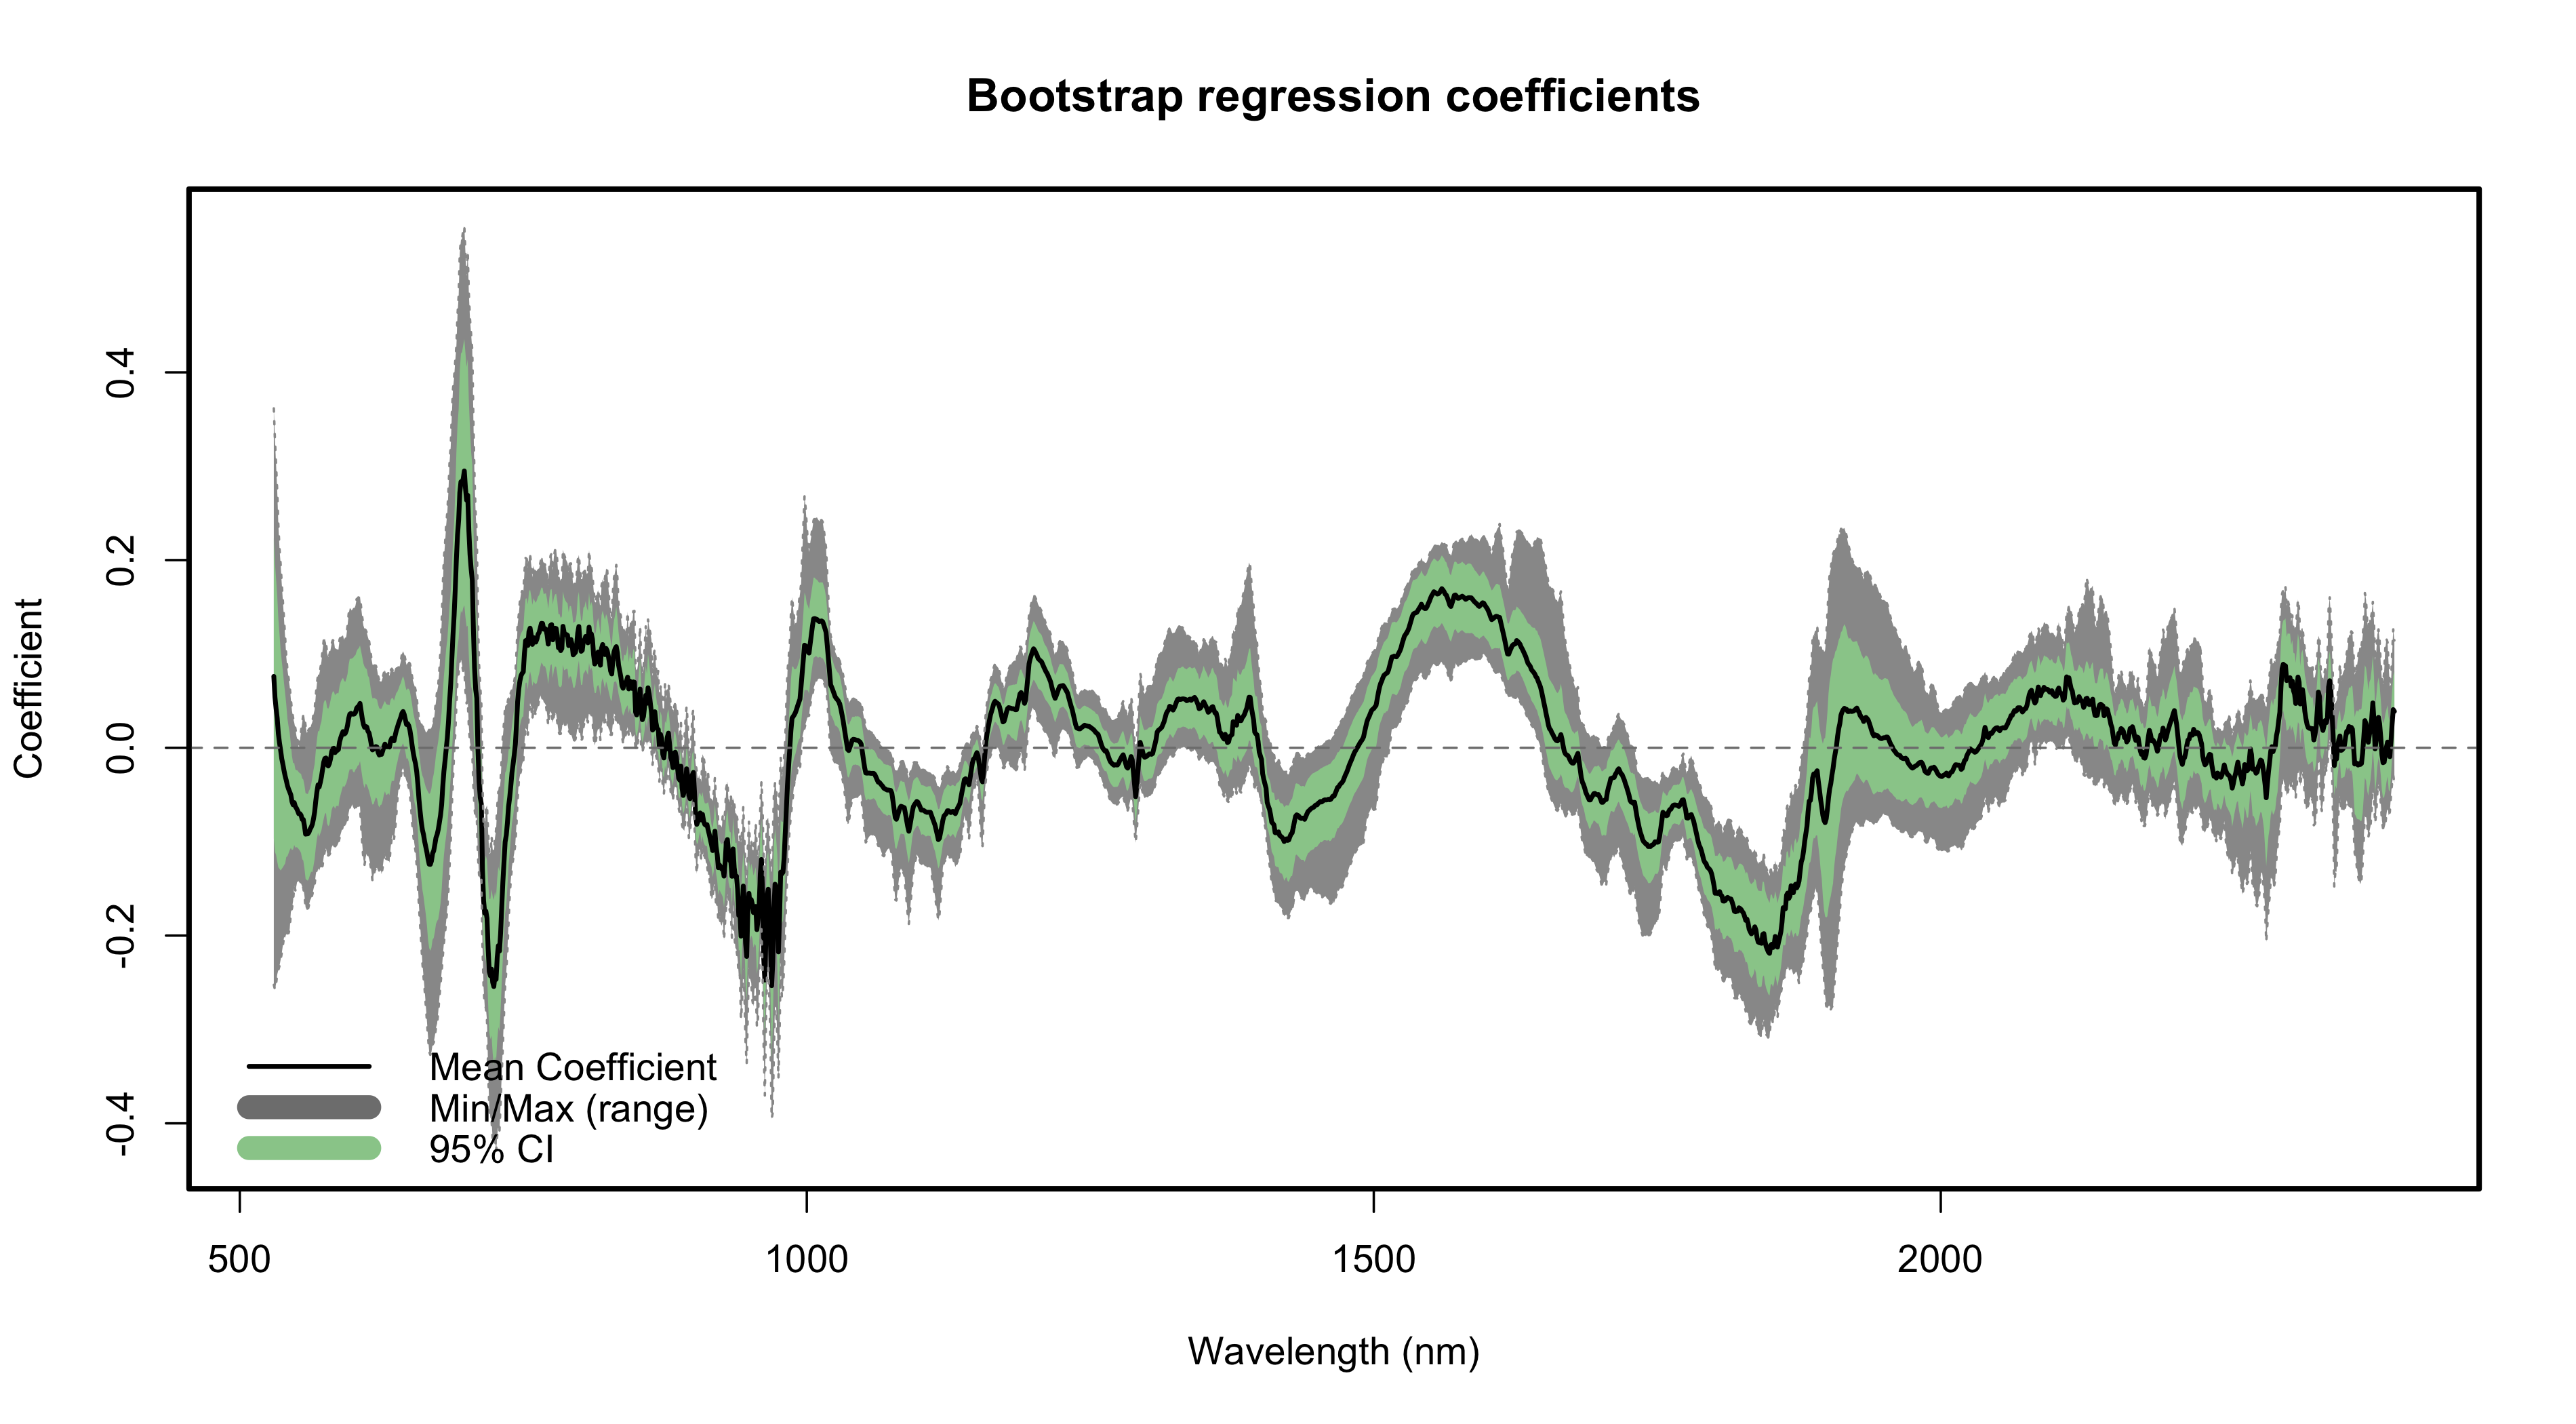 Bootstrap regression coefficients
Coefficient
0.4
0.2
0.0
-0.2
-0.4
Mean Coefficient
Min/Max (range)
95% CI
500 1000 1500 2000
Wavelength (nm)